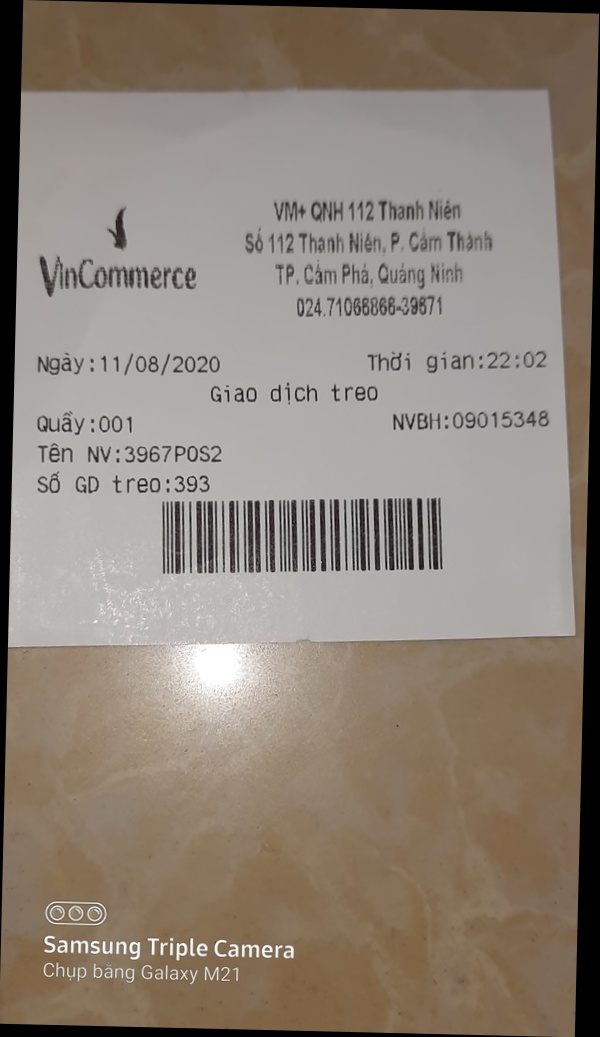 VinCommerce
VM+ QNH 112 Thanh Niên
Số 112 Thanh Niên, P. Cẩm Thành
TP. Cẩm Phả, Quảng Ninh
024.71066866-39671
Ngày:11/08/2020 Thời gian:22:02
Giao dịch treo
Quầy:001 NVBH:09015348
Tên NV:3967POS2
Số GD treo:393
Samsung Triple Camera
Chụp bằng Galaxy M21